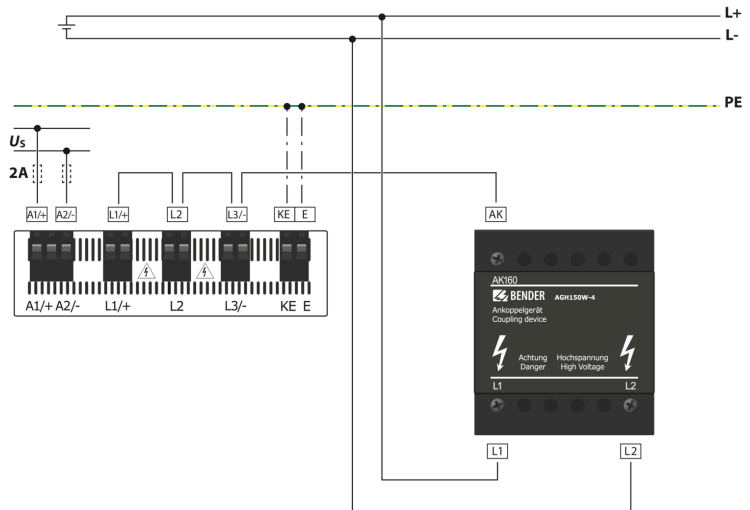 L+
L-
PE
Us
2A
A1/+ A2/- L1/+ L2 L3/- KE E
AK
A1/+ A2/- L1/+ L2 L3/- KE E
AK160
BENDER AGH150W-4
Ankoppelgerät
Coupling device
Achtung Hochspannung
Danger High Voltage
L1 L2
L1 L2